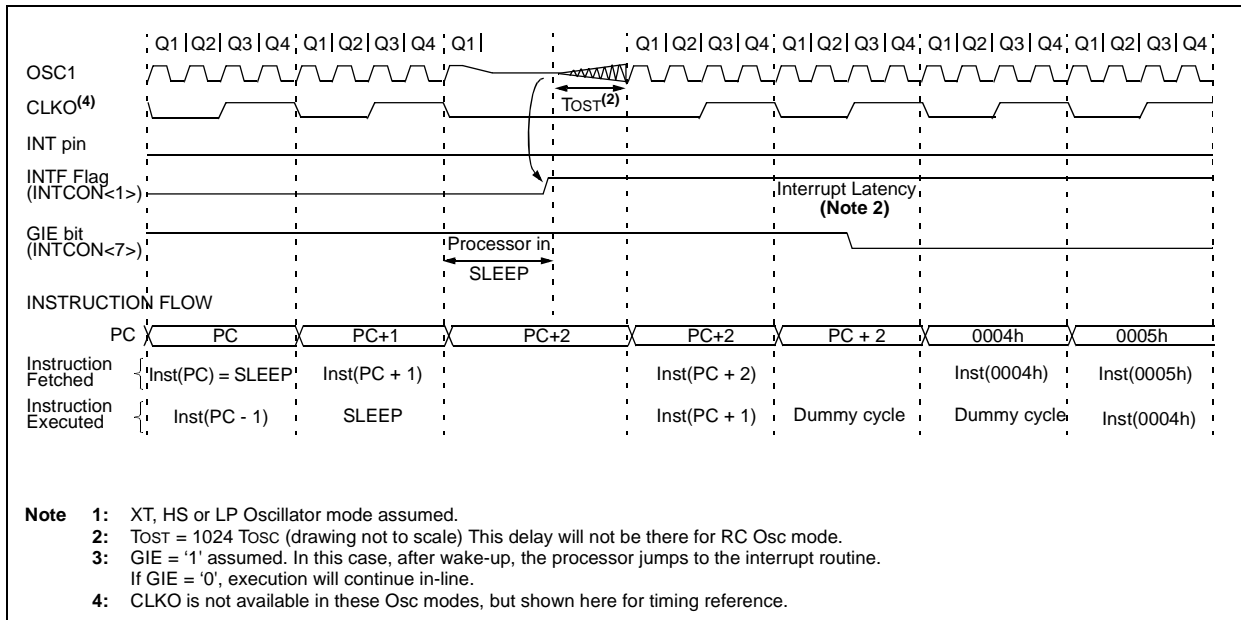 Q1 Q2 Q3 Q4 Q1 Q2 Q3 Q4 Q1 Q1 Q2 Q3 Q4 Q1 Q2 Q3 Q4 Q1 Q2 Q3 Q4 Q1 Q2 Q3 Q4
OSC1
TOST(2)
CLKO(4)
INT pin
INTF Flag
(INTCON<1>)
Interrupt Latency
(Note 2)
GIE bit
(INTCON<7>)
Processor in
SLEEP
INSTRUCTION FLOW
PC PC PC+1 PC+2 PC+2 PC + 2 0004h 0005h
Instruction
Fetched
Inst(PC) = SLEEP Inst(PC + 1) Inst(PC + 2) Inst(0004h) Inst(0005h)
Instruction
Executed
Inst(PC - 1) SLEEP Inst(PC + 1) Dummy cycle Dummy cycle Inst(0004h)
Note 1: XT, HS or LP Oscillator mode assumed.
2: TOST = 1024 TOSC (drawing not to scale) This delay will not be there for RC Osc mode.
3: GIE = '1' assumed. In this case, after wake-up, the processor jumps to the interrupt routine.
If GIE = '0', execution will continue in-line.
4: CLKO is not available in these Osc modes, but shown here for timing reference.